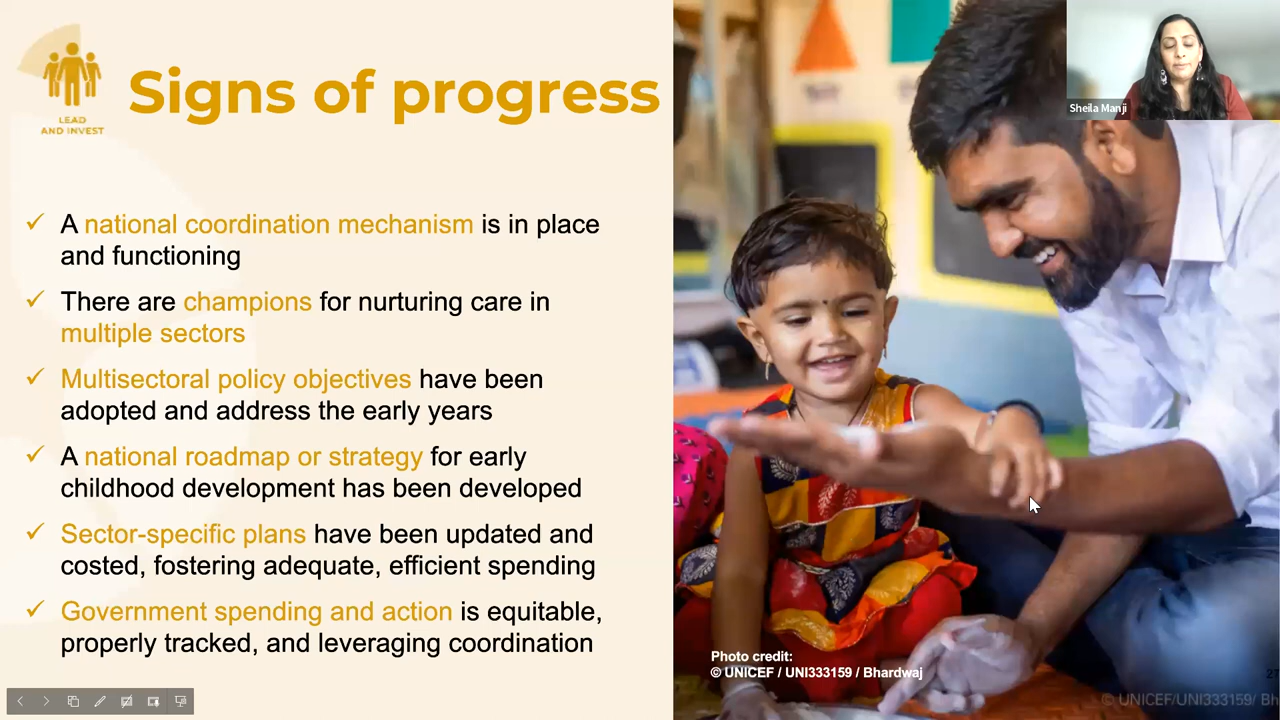 LEAD
AND INVEST
Signs of progress
A national coordination mechanism is in place
and functioning
There are champions for nurturing care in
multiple sectors
Multisectoral policy objectives have been
adopted and address the early years
A national roadmap or strategy for early
childhood development has been developed
Sector-specific plans have been updated and
costed, fostering adequate, efficient spending
Government spending and action is equitable,
properly tracked, and leveraging coordination
Sheila Manji
Photo credit:
© UNICEF / UNI333159 / Bhardwaj
© UNICEF/UNI333159/ Bh